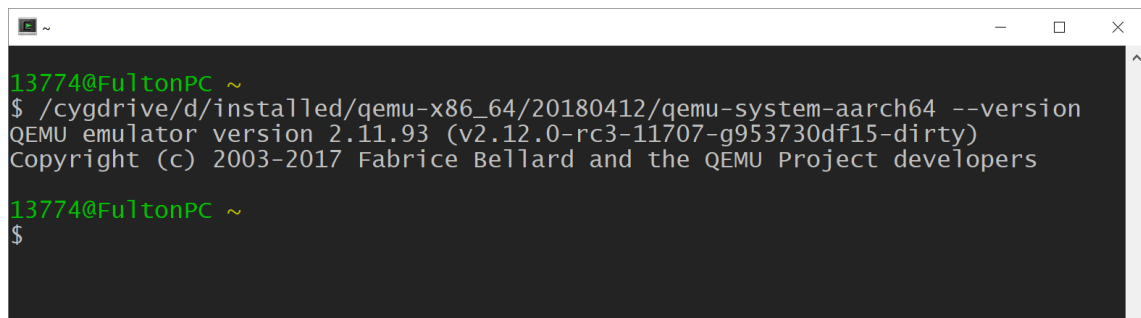 ~
13774@FultonPC ~
$ /cygdrive/d/installed/qemu-x86_64/20180412/qemu-system-aarch64 --version
QEMU emulator version 2.11.93 (v2.12.0-rc3-11707-g953730df15-dirty)
Copyright (c) 2003-2017 Fabrice Bellard and the QEMU Project developers
13774@FultonPC ~
$